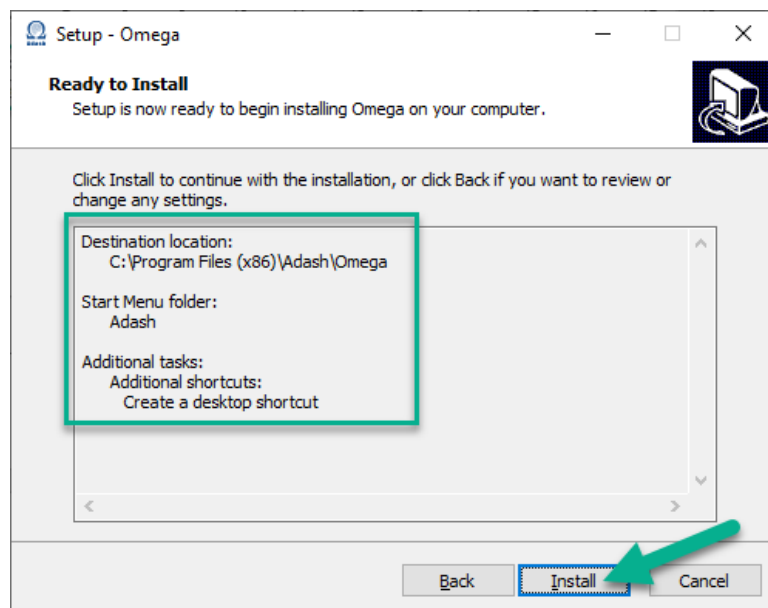 Setup - Omega
Ready to Install
Setup is now ready to begin installing Omega on your computer.
Click Install to continue with the installation, or click Back if you want to review or
change any settings.
Destination location:
C:\Program Files (x86)\Adash\Omega
Start Menu folder:
Adash
Additional tasks:
Additional shortcuts:
Create a desktop shortcut
Back Install Cancel